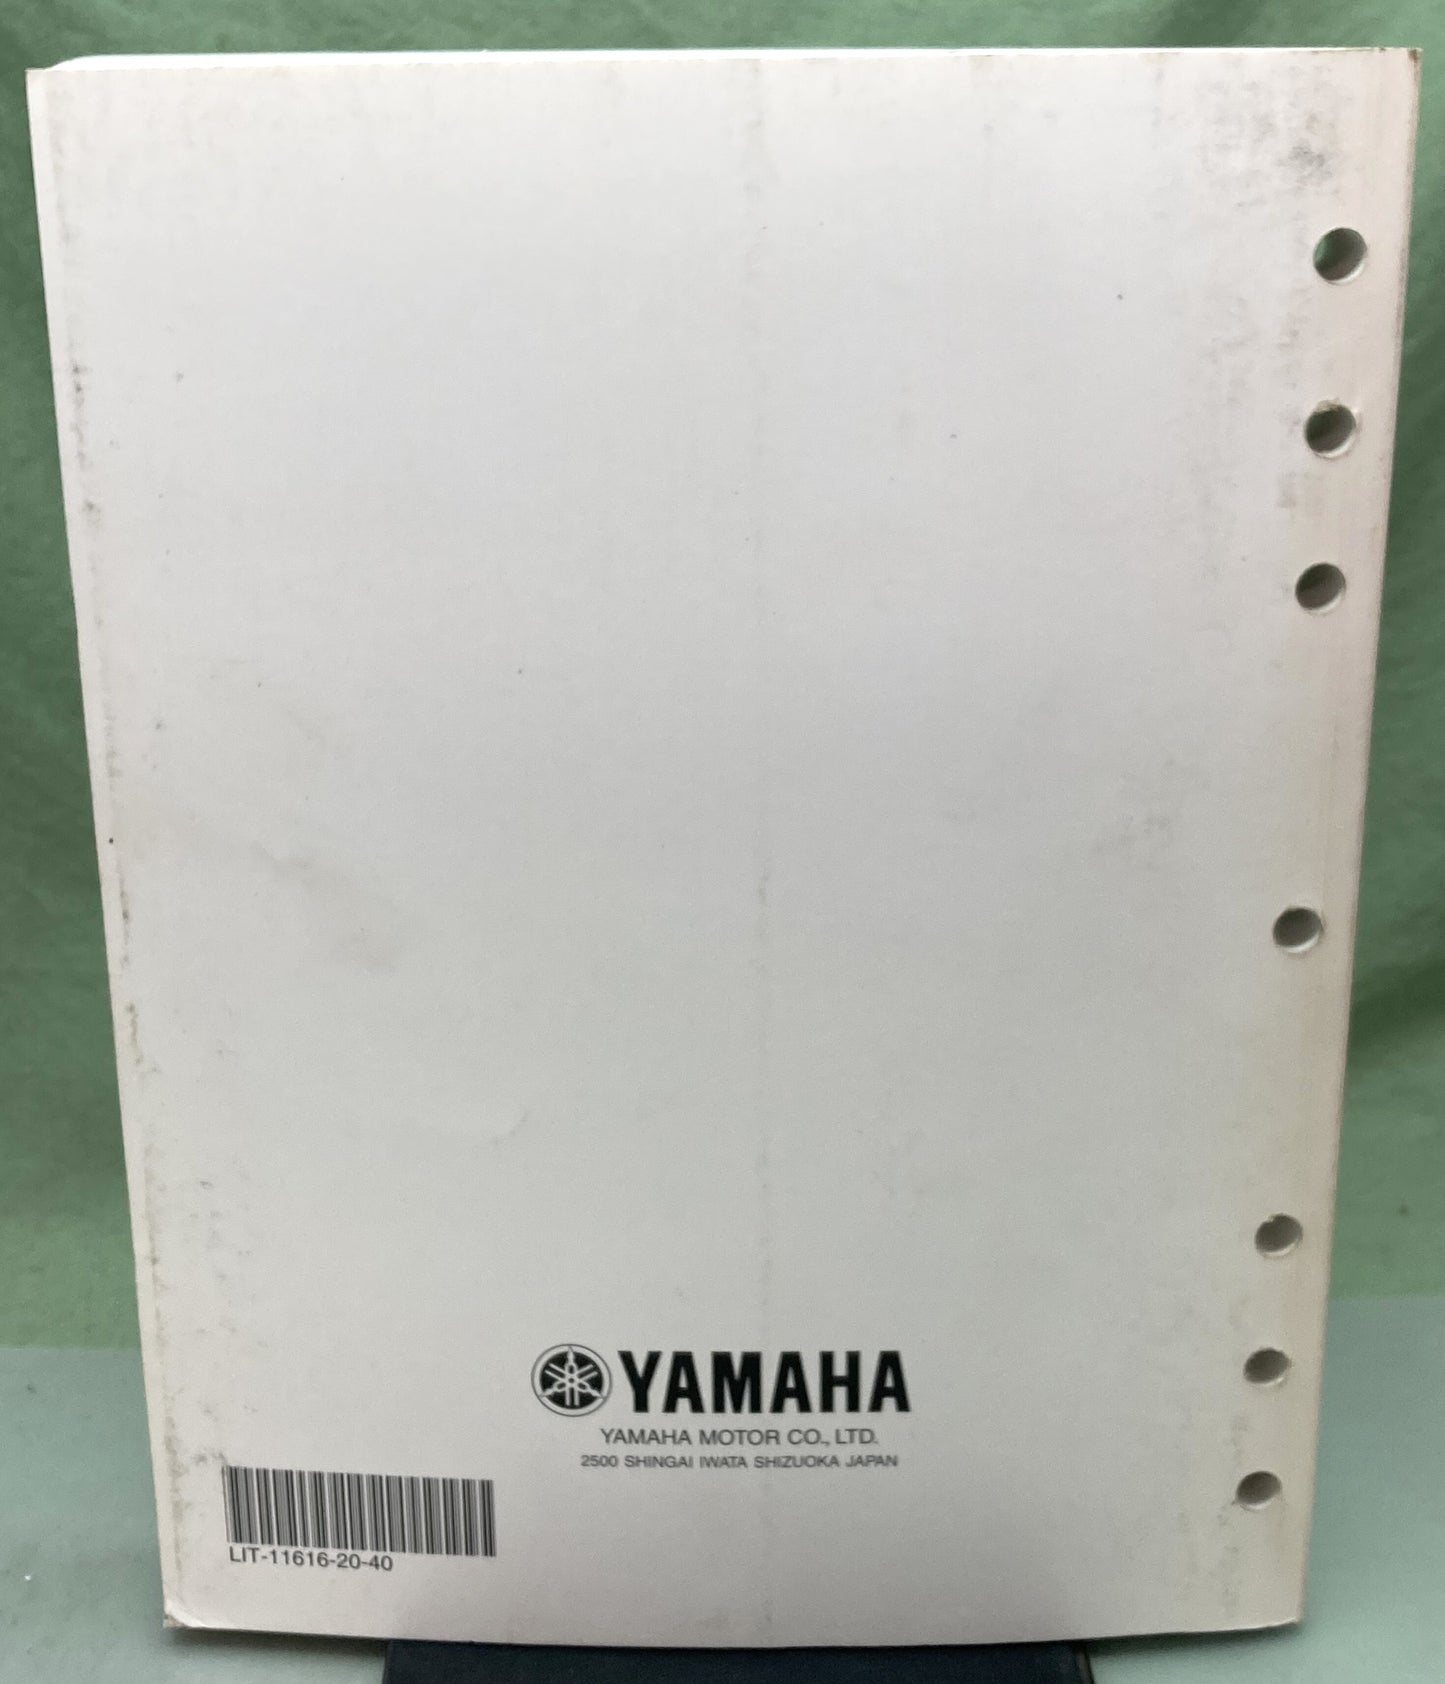 YAMAHA
YAMAHA MOTOR CO., LTD.
2500 SHINGAI IWATA SHIZUOKA JAPAN
LIT-11616-20-40